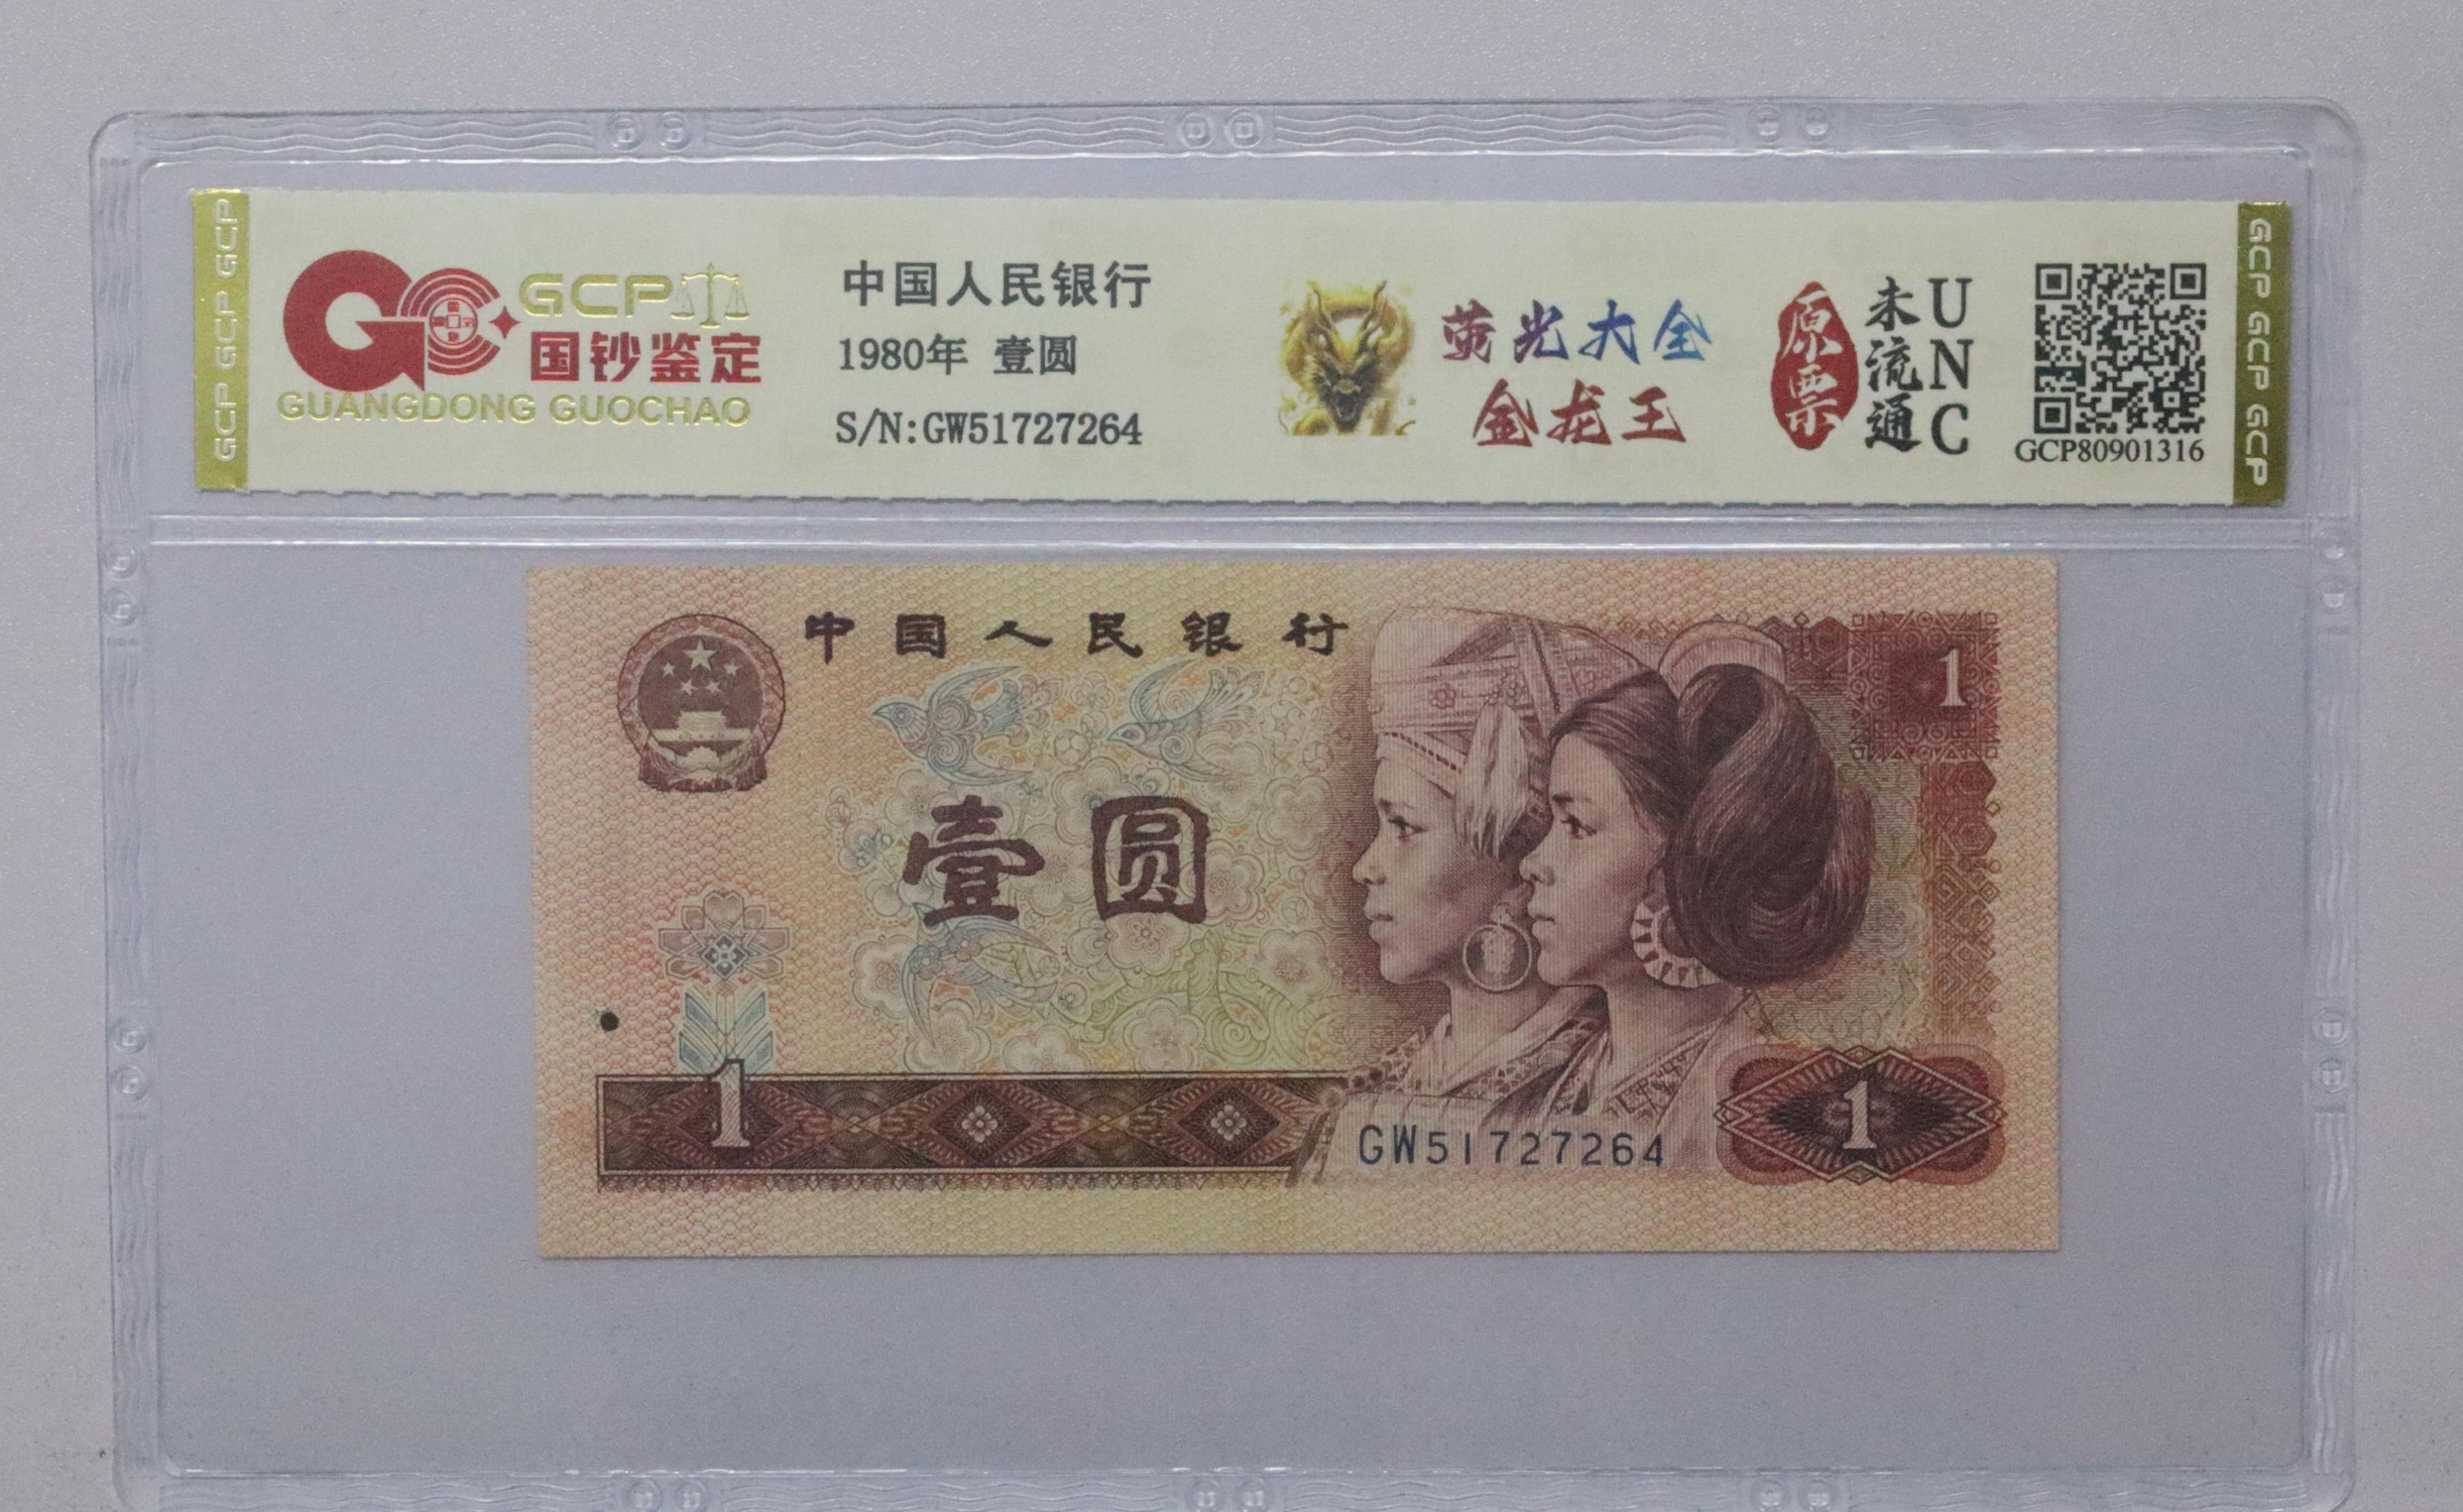 GCP GCP GCP
GCP
国钞鉴定
GUANGDONG GUOCHAO
中国人民银行
1980年 壹圆
S/N:GW51727264
荧光大全
金龙王
原票
未流通
UNC
GCP80901316
GCP GCP GCP
中国人民银行
1
壹圆
1
GW51727264
1